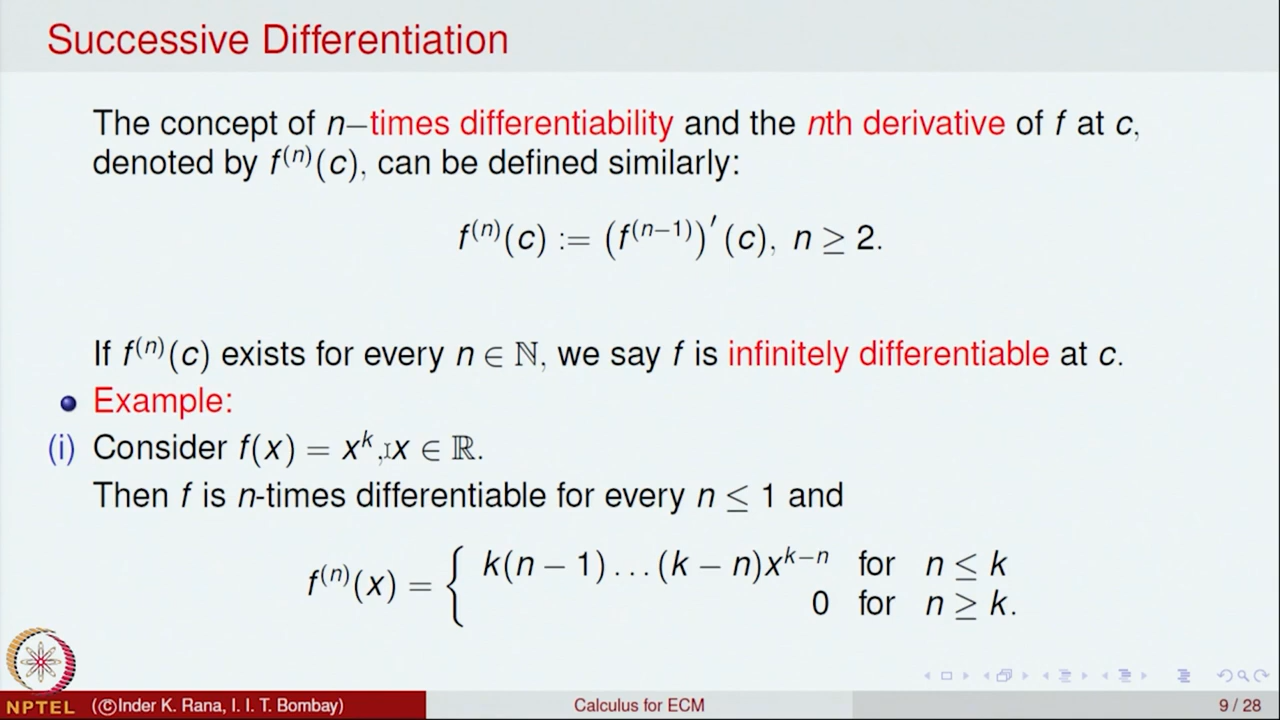 Successive Differentiation
The concept of n–times differentiability and the nth derivative of f at c,
denoted by f⁽ⁿ⁾(c), can be defined similarly:
f⁽ⁿ⁾(c) := (f⁽ⁿ⁻¹⁾)′ (c), n ≥ 2.
If f⁽ⁿ⁾(c) exists for every n ∈ ℕ, we say f is infinitely differentiable at c.
Example:
(i) Consider f(x) = xᵏ, x ∈ ℝ.
Then f is n-times differentiable for every n ≤ 1 and
f⁽ⁿ⁾(x) = { k(n − 1) . . . (k − n)xᵏ⁻ⁿ for n ≤ k
0 for n ≥ k.
NPTEL (©Inder K. Rana, I. I. T. Bombay) Calculus for ECM 9 / 28